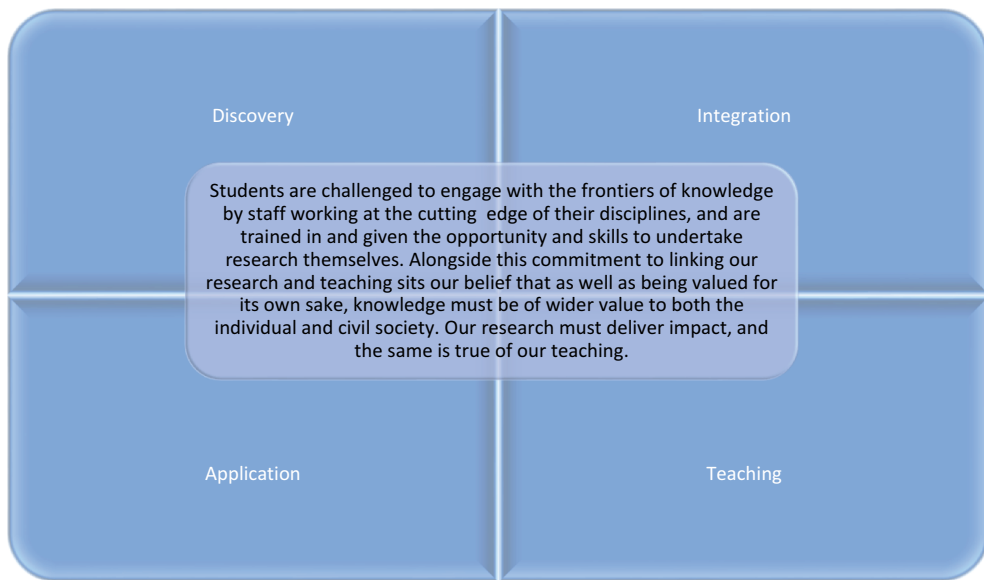 Discovery
Integration
Students are challenged to engage with the frontiers of knowledge
by staff working at the cutting  edge of their disciplines, and are
trained in and given the opportunity and skills to undertake
research themselves. Alongside this commitment to linking our
research and teaching sits our belief that as well as being valued for
its own sake, knowledge must be of wider value to both the
individual and civil society. Our research must deliver impact, and
the same is true of our teaching.
Application
Teaching